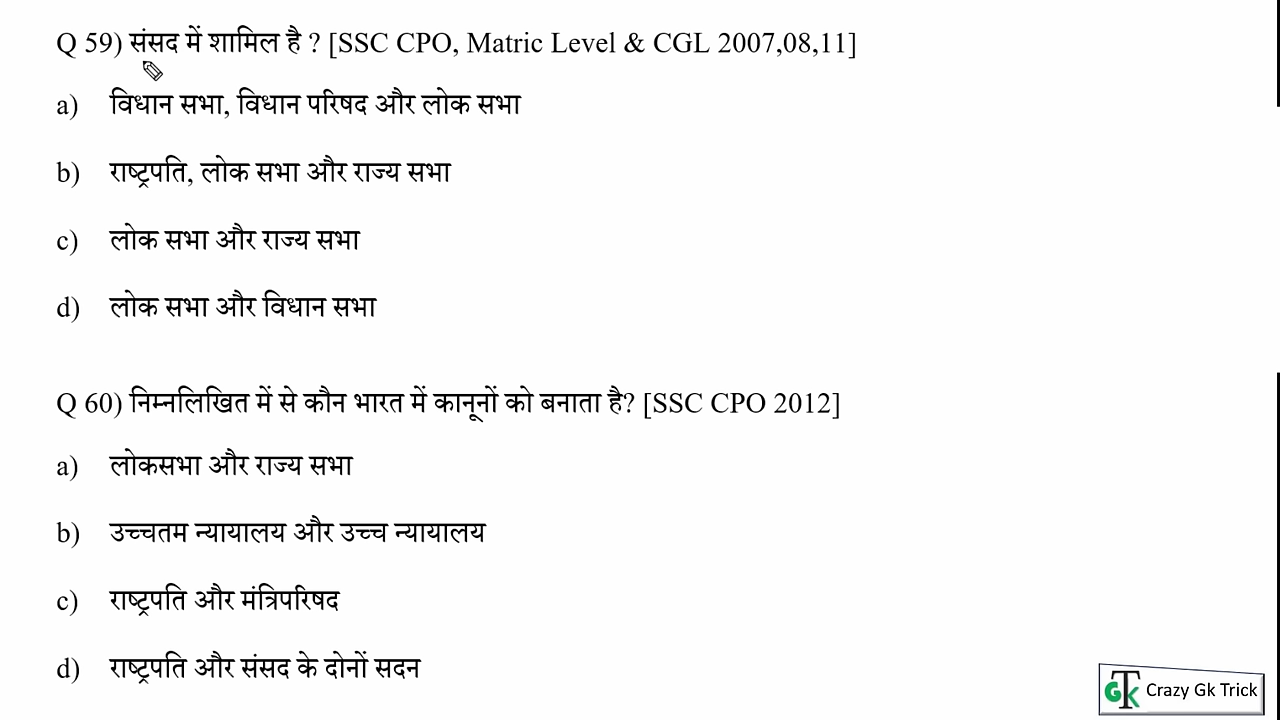 Q 59) संसद में शामिल है ? [SSC CPO, Matric Level & CGL 2007,08,11]
a) विधान सभा, विधान परिषद और लोक सभा
b) राष्ट्रपति, लोक सभा और राज्य सभा
c) लोक सभा और राज्य सभा
d) लोक सभा और विधान सभा
Q 60) निम्नलिखित में से कौन भारत में कानूनों को बनाता है? [SSC CPO 2012]
a) लोकसभा और राज्य सभा
b) उच्चतम न्यायालय और उच्च न्यायालय
c) राष्ट्रपति और मंत्रिपरिषद
d) राष्ट्रपति और संसद के दोनों सदन
GTK Crazy Gk Trick